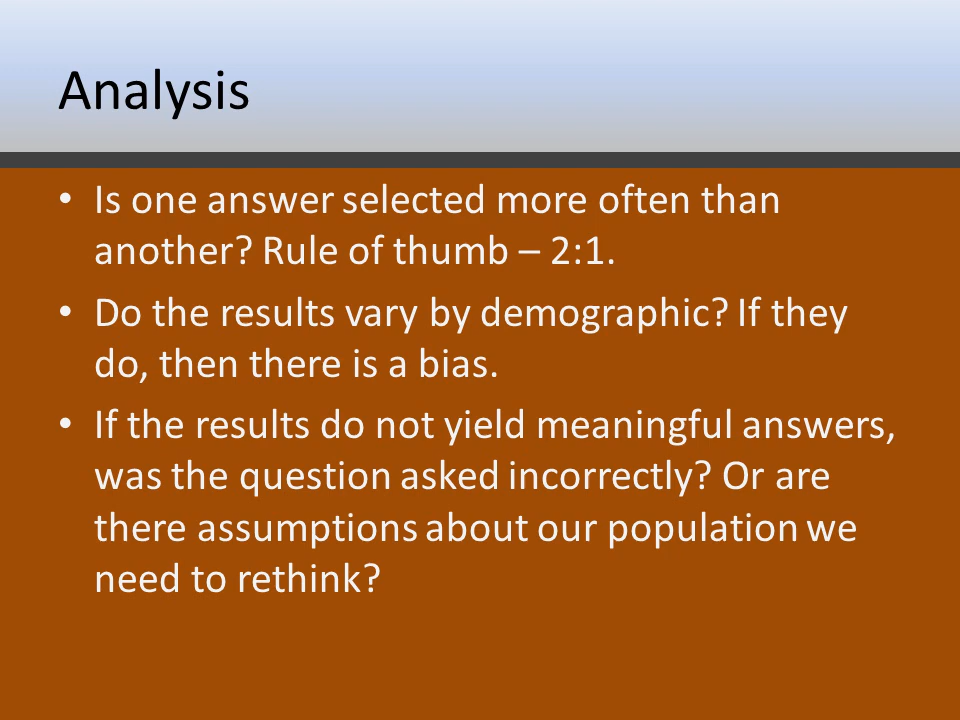 Analysis
• Is one answer selected more often than
another? Rule of thumb – 2:1.
• Do the results vary by demographic? If they
do, then there is a bias.
• If the results do not yield meaningful answers,
was the question asked incorrectly? Or are
there assumptions about our population we
need to rethink?